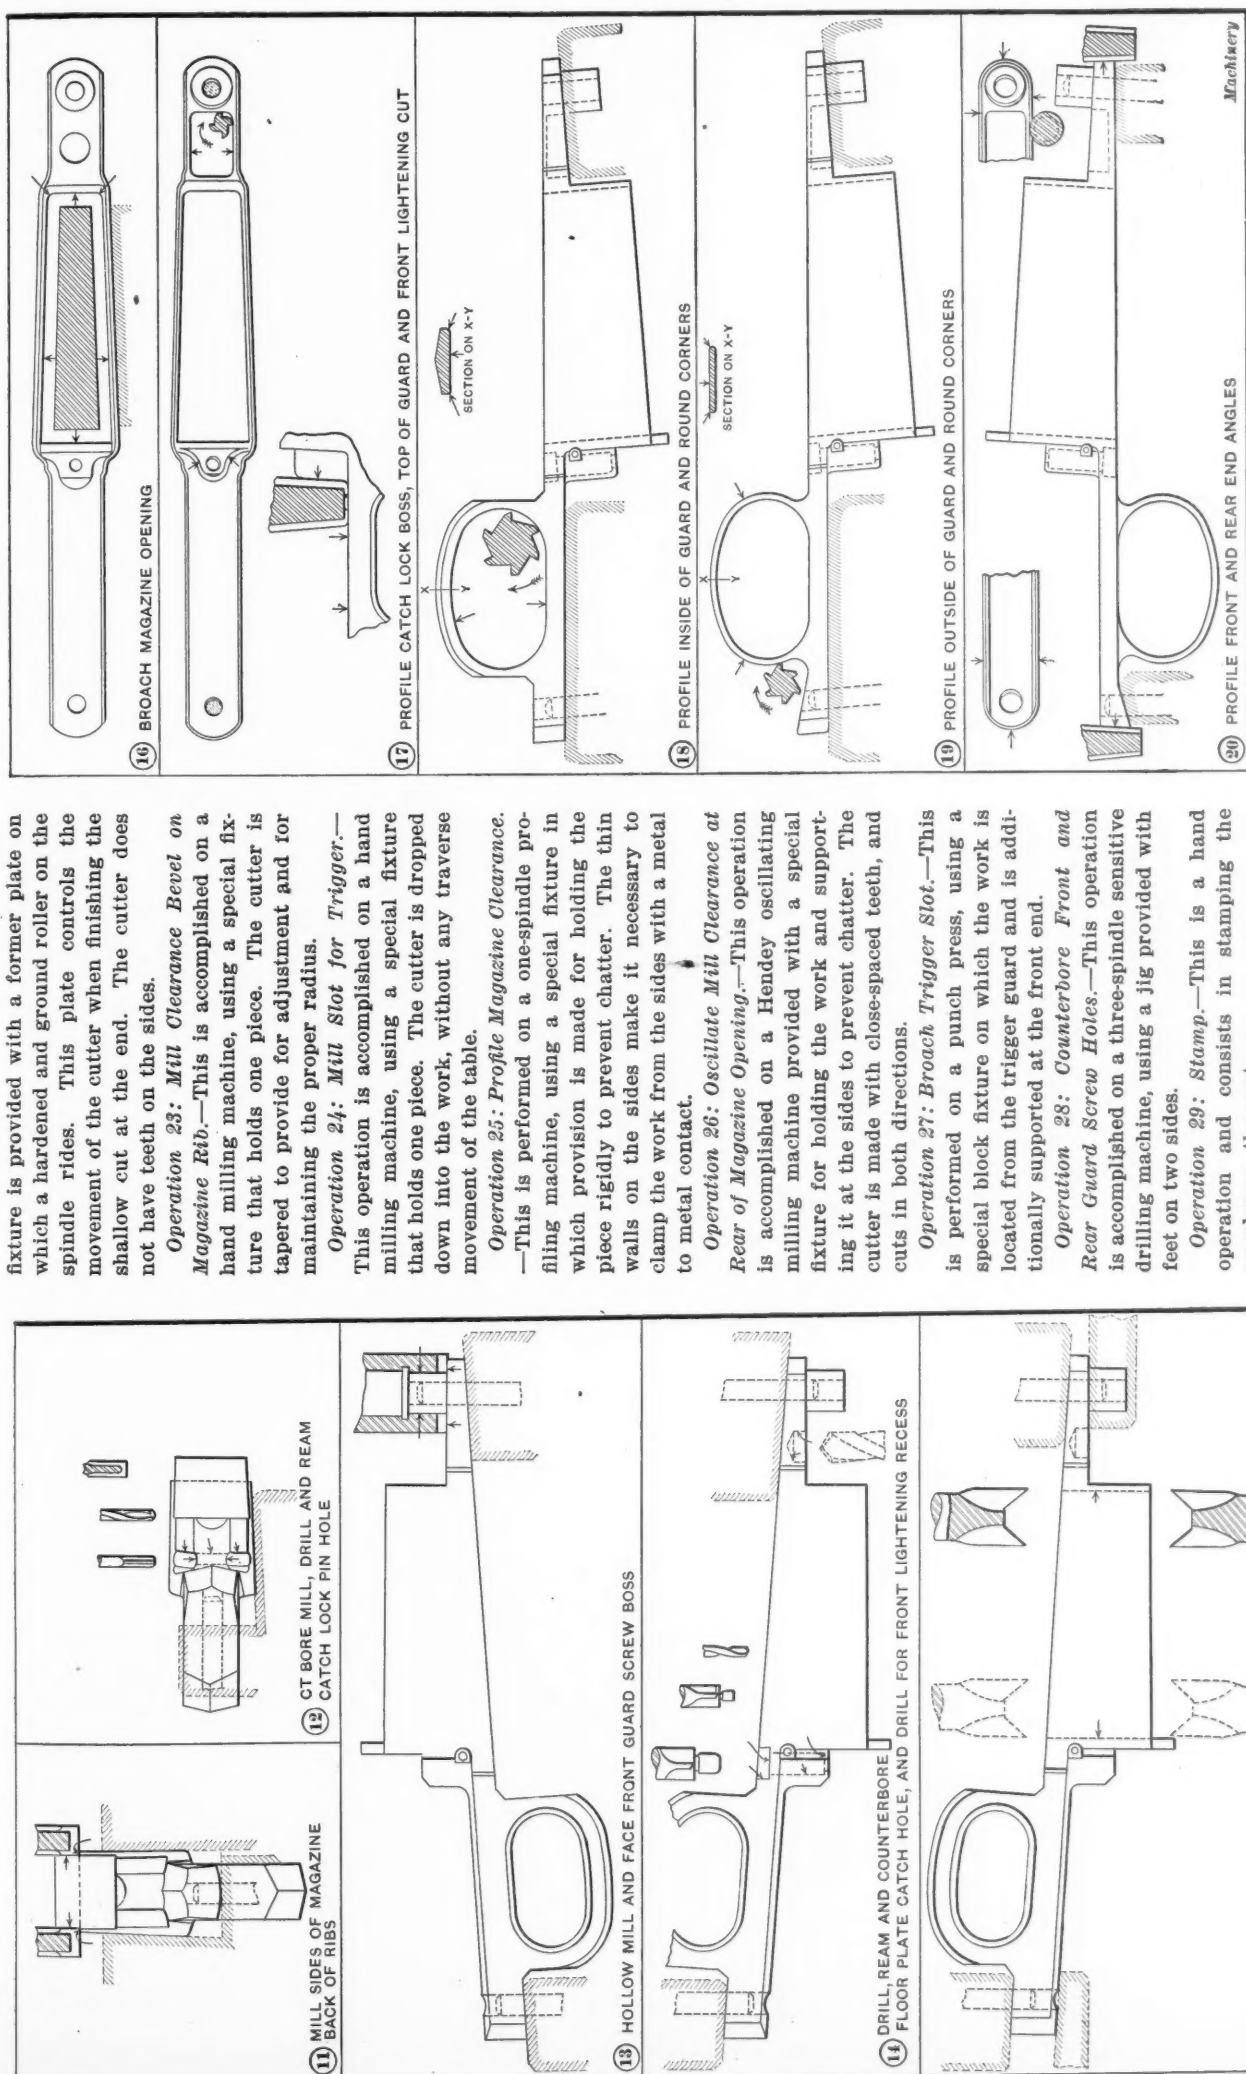 ⑪ MILL SIDES OF MAGAZINE
BACK OF RIBS
⑫ CT BORE MILL, DRILL AND REAM
CATCH LOCK PIN HOLE
⑬ HOLLOW MILL AND FACE FRONT GUARD SCREW BOSS
⑭ DRILL, REAM AND COUNTERBORE
FLOOR PLATE CATCH HOLE, AND DRILL FOR FRONT LIGHTENING RECESS
fixture is provided with a former plate on
which a hardened and ground roller on the
spindle rides. This plate controls the
movement of the cutter when finishing the
shallow cut at the end. The cutter does
not have teeth on the sides.
Operation 23: Mill Clearance Bevel on
Magazine Rib.—This is accomplished on a
hand milling machine, using a special fix-
ture that holds one piece. The cutter is
tapered to provide for adjustment and for
maintaining the proper radius.
Operation 24: Mill Slot for Trigger.—
This operation is accomplished on a hand
milling machine, using a special fixture
that holds one piece. The cutter is dropped
down into the work, without any traverse
movement of the table.
Operation 25: Profile Magazine Clearance.
—This is performed on a one-spindle pro-
filing machine, using a special fixture in
which provision is made for holding the
piece rigidly to prevent chatter. The thin
walls on the sides make it necessary to
clamp the work from the sides with a metal
to metal contact.
Operation 26: Oscillate Mill Clearance at
Rear of Magazine Opening.—This operation
is accomplished on a Hendey oscillating
milling machine provided with a special
fixture for holding the work and support-
ing it at the sides to prevent chatter. The
cutter is made with close-spaced teeth, and
cuts in both directions.
Operation 27: Broach Trigger Slot.—This
is performed on a punch press, using a
special block fixture on which the work is
located from the trigger guard and is addi-
tionally supported at the front end.
Operation 28: Counterbore Front and
Rear Guard Screw Holes.—This operation
is accomplished on a three-spindle sensitive
drilling machine, using a jig provided with
feet on two sides.
Operation 29: Stamp.—This is a hand
operation and consists in stamping the
⑯ BROACH MAGAZINE OPENING
⑰ PROFILE CATCH LOCK BOSS, TOP OF GUARD AND FRONT LIGHTENING CUT
X
Y
SECTION ON X-Y
⑱ PROFILE INSIDE OF GUARD AND ROUND CORNERS
X
Y
SECTION ON X-Y
⑲ PROFILE OUTSIDE OF GUARD AND ROUND CORNERS
⑳ PROFILE FRONT AND REAR END ANGLES
Machinery